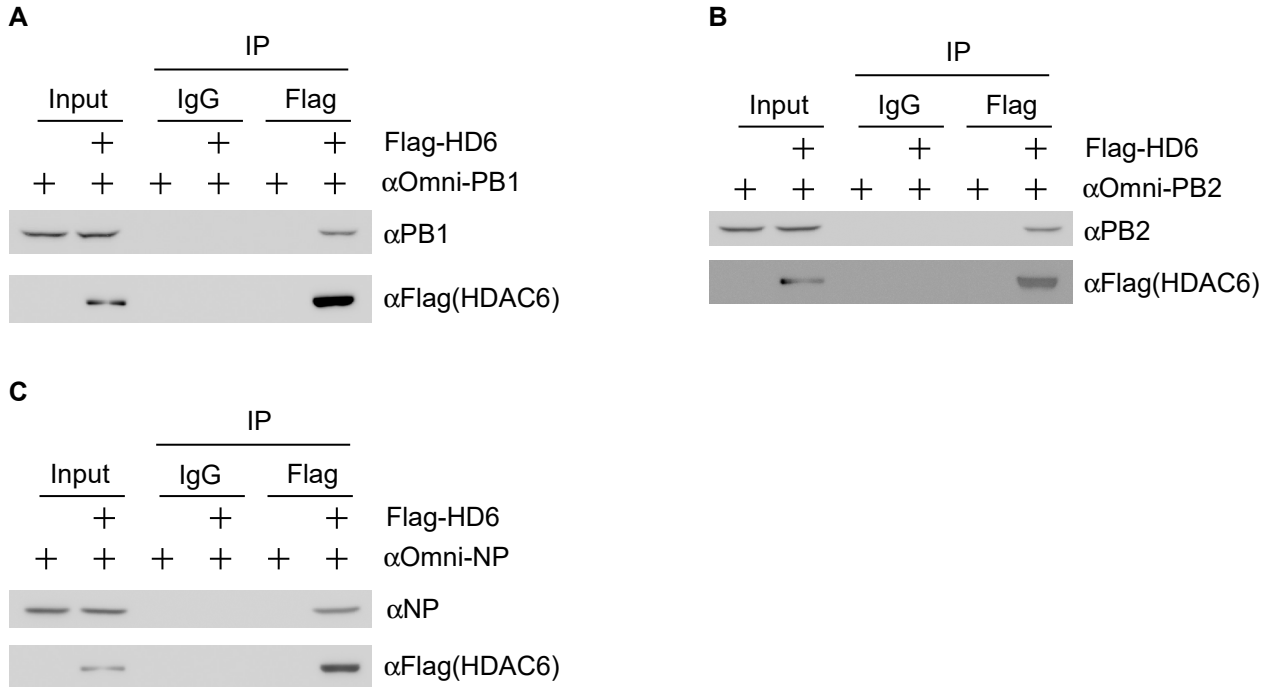 A
IP
Input IgG Flag
+ + + Flag-HD6
+ + + + + + αOmni-PB1
αPB1
αFlag(HDAC6)
B
IP
Input IgG Flag
+ + + Flag-HD6
+ + + + + + αOmni-PB2
αPB2
αFlag(HDAC6)
C
IP
Input IgG Flag
+ + + Flag-HD6
+ + + + + + αOmni-NP
αNP
αFlag(HDAC6)